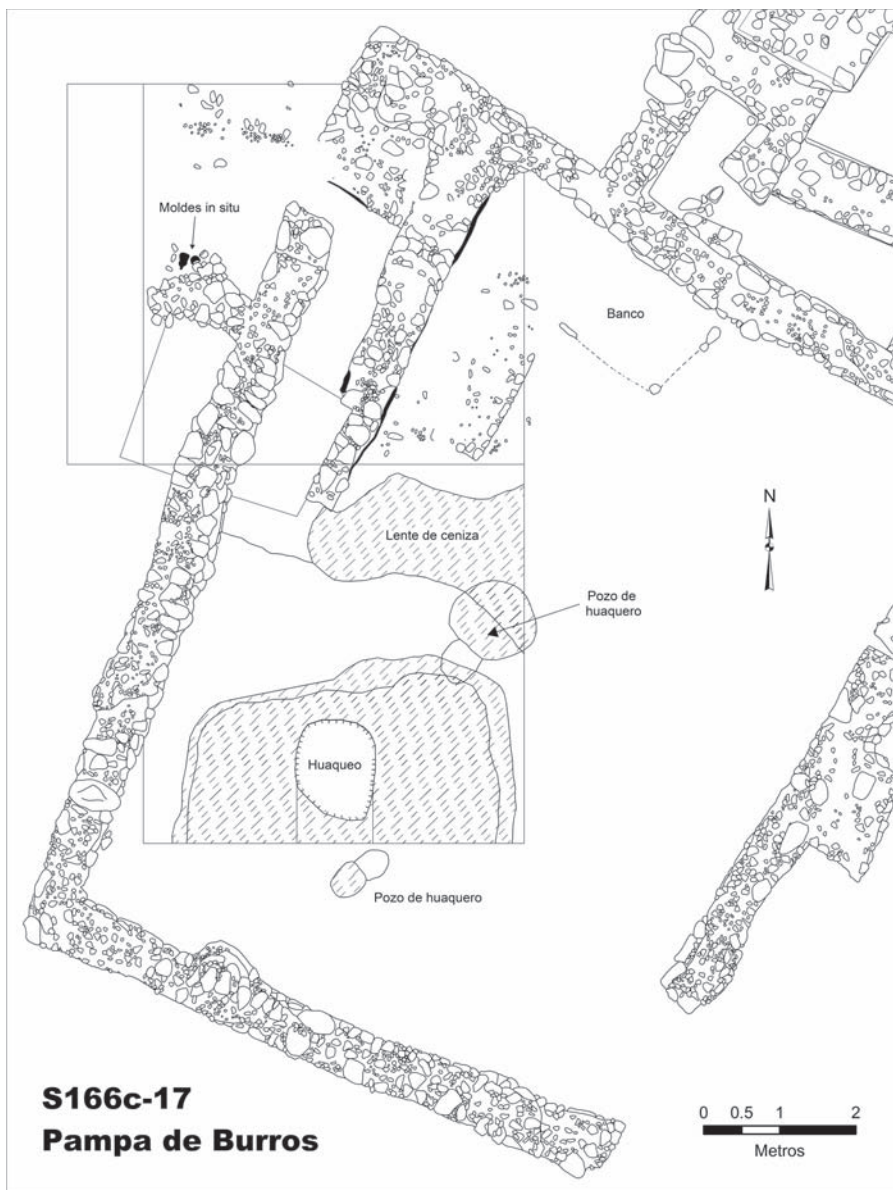 Moldes in situ
Banco
N
Lente de ceniza
Pozo de
huaquero
Huaqueo
Pozo de huaquero
S166c-17
Pampa de Burros
0 0.5 1 2
Metros